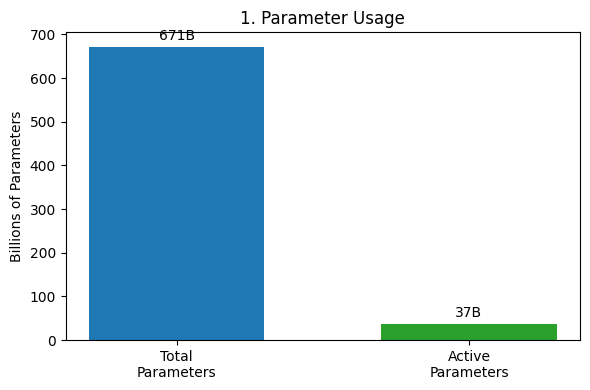 1. Parameter Usage
Billions of Parameters
700
600
500
400
300
200
100
0
671B
37B
Total
Parameters
Active
Parameters